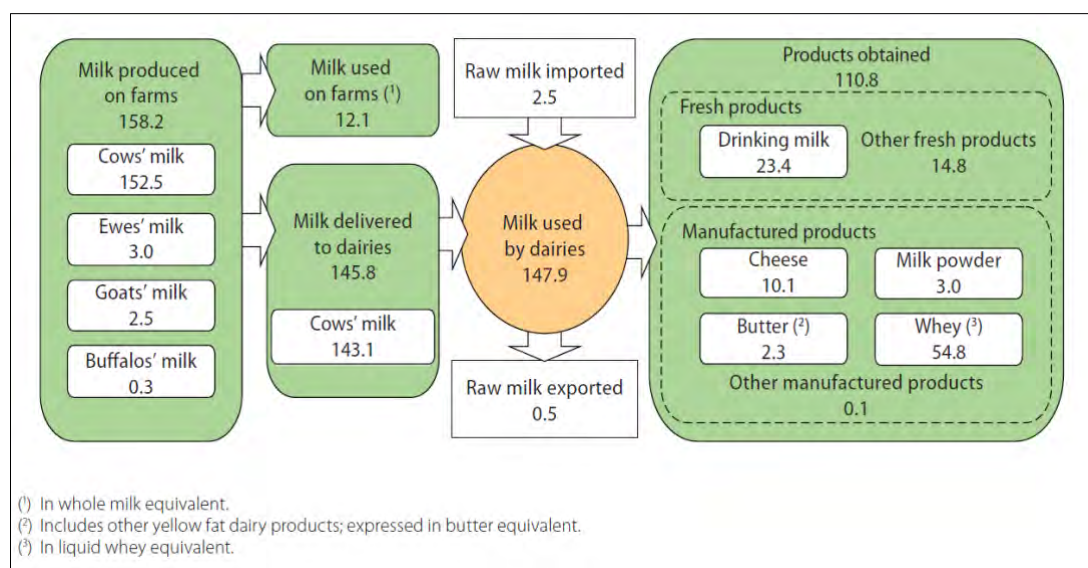 Milk produced
on farms
158.2
Cows’ milk
152.5
Ewes’ milk
3.0
Goats’ milk
2.5
Buffalos’ milk
0.3
Milk used
on farms (¹)
12.1
Milk delivered
to dairies
145.8
Cows’ milk
143.1
Raw milk imported
2.5
Milk used
by dairies
147.9
Raw milk exported
0.5
Products obtained
110.8
Fresh products
Drinking milk
23.4
Other fresh products
14.8
Manufactured products
Cheese
10.1
Milk powder
3.0
Butter (²)
2.3
Whey (³)
54.8
Other manufactured products
0.1
(¹) In whole milk equivalent.
(²) Includes other yellow fat dairy products; expressed in butter equivalent.
(³) In liquid whey equivalent.